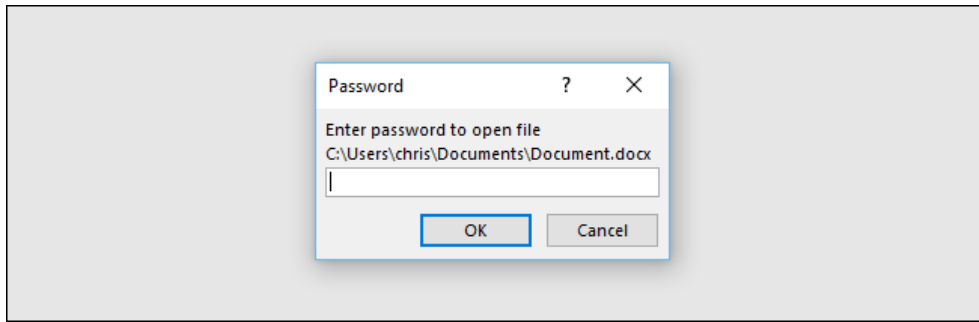 Password ?
Enter password to open file
C:\Users\chris\Documents\Document.docx
OK Cancel